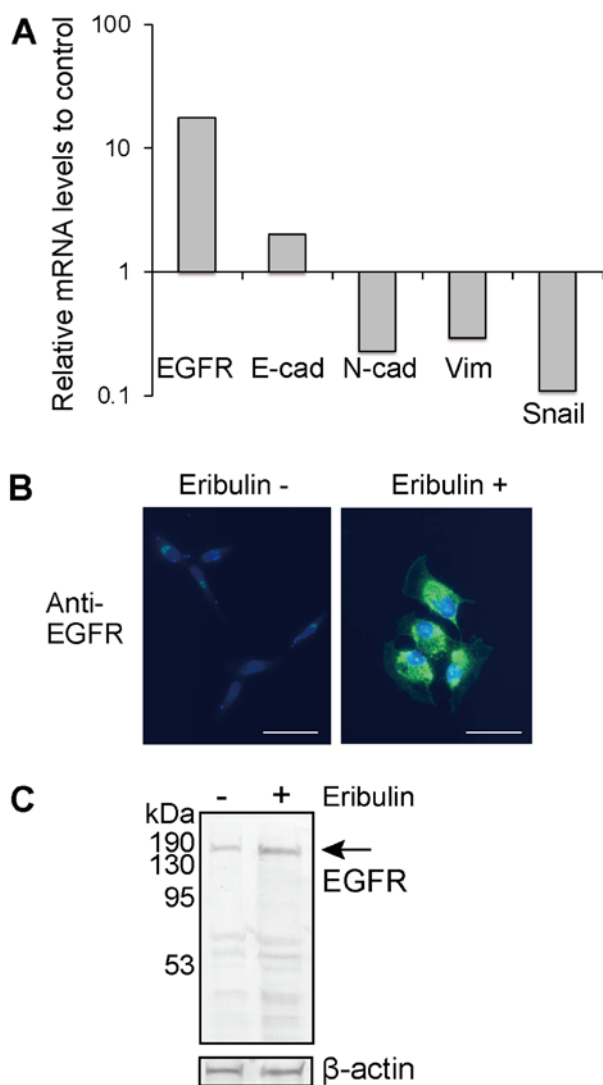 A
Relative mRNA levels to control
100
10
1
0.1
EGFR E-cad N-cad Vim
Snail
B
Eribulin - Eribulin +
Anti-
EGFR
C
- + Eribulin
kDa
190
130
95
53
EGFR
β-actin